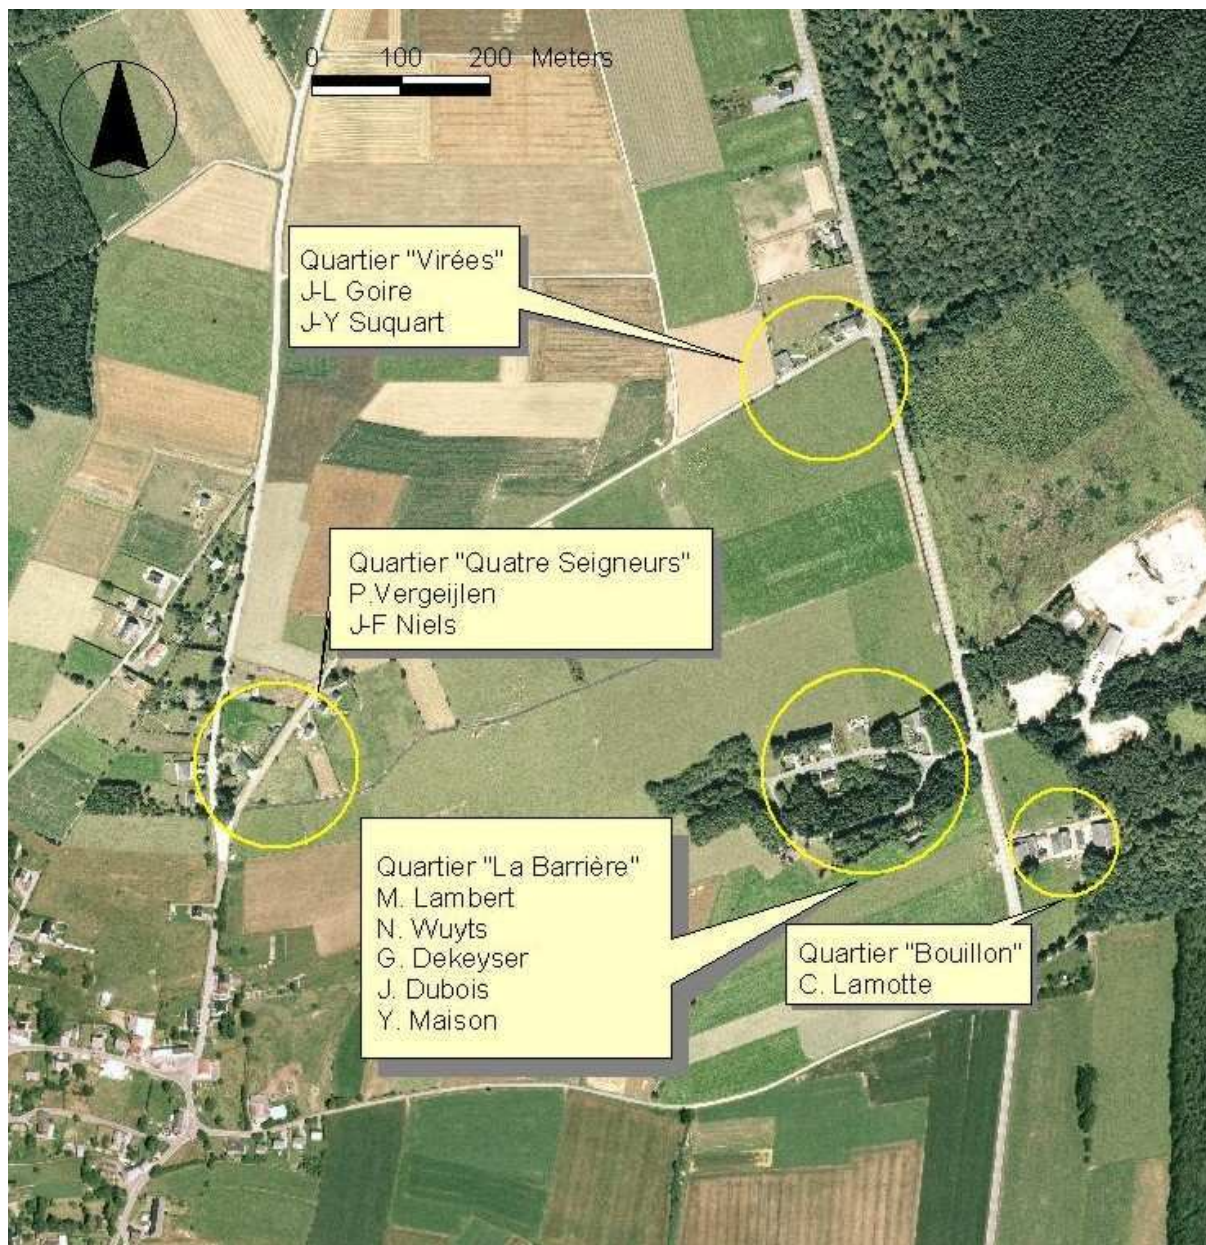 0 100 200 Meters
Quartier "Virées"
J-L Goire
J-Y Suquart
Quartier "Quatre Seigneurs"
P.Vergeijlen
J-F Niels
Quartier "La Barrière"
M. Lambert
N. Wuyts
G. Dekeyser
J. Dubois
Y. Maison
Quartier "Bouillon"
C. Lamotte